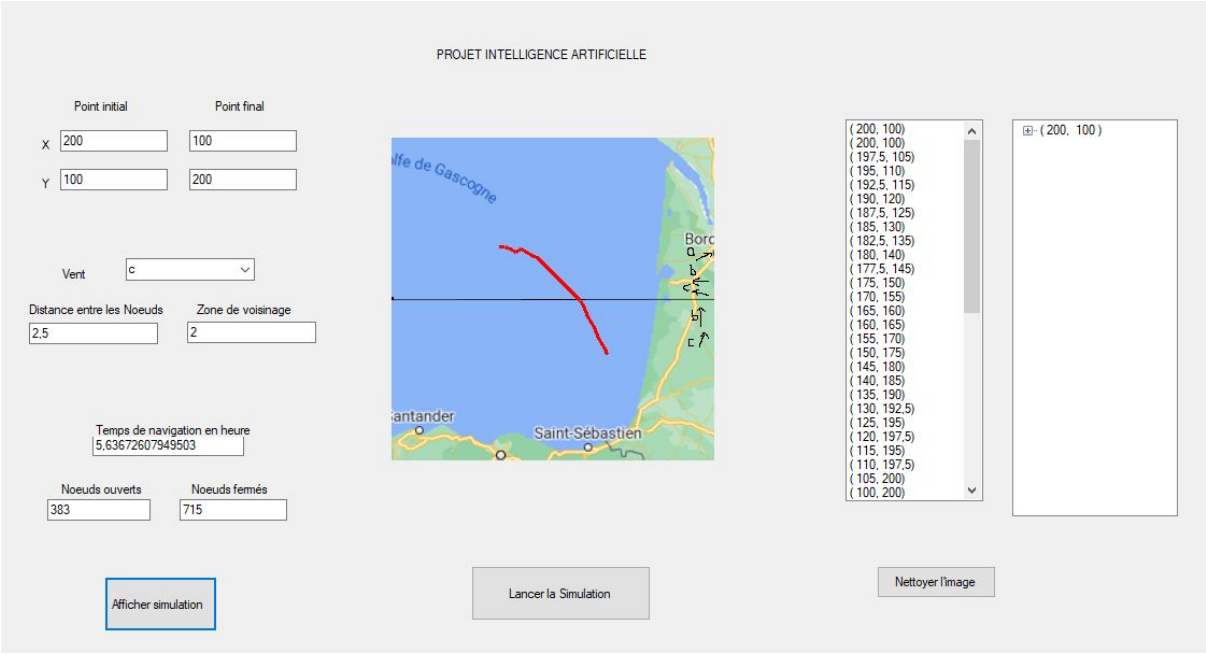 PROJET INTELLIGENCE ARTIFICIELLE
Point initial Point final
X 200 100
Y 100 200
Vent c
Distance entre les Noeuds Zone de voisinage
2,5 2
Temps de navigation en heure
5,63672607949503
Noeuds ouverts Noeuds fermés
383 715
Afficher simulation
lfe de Gascogne
Bord
a
b
c
b
c
antander
Saint-Sébastien
Lancer la Simulation
( 200, 100)
( 200, 100)
( 197,5, 105)
( 195, 110)
( 192,5, 115)
( 190, 120)
( 187,5, 125)
( 185, 130)
( 182,5, 135)
( 180, 140)
( 177,5, 145)
( 175, 150)
( 170, 155)
( 165, 160)
( 160, 165)
( 155, 170)
( 150, 175)
( 145, 180)
( 140, 185)
( 135, 190)
( 130, 192,5)
( 125, 195)
( 120, 197,5)
( 115, 195)
( 110, 197,5)
( 105, 200)
( 100, 200)
( 200, 100 )
Nettoyer l'image